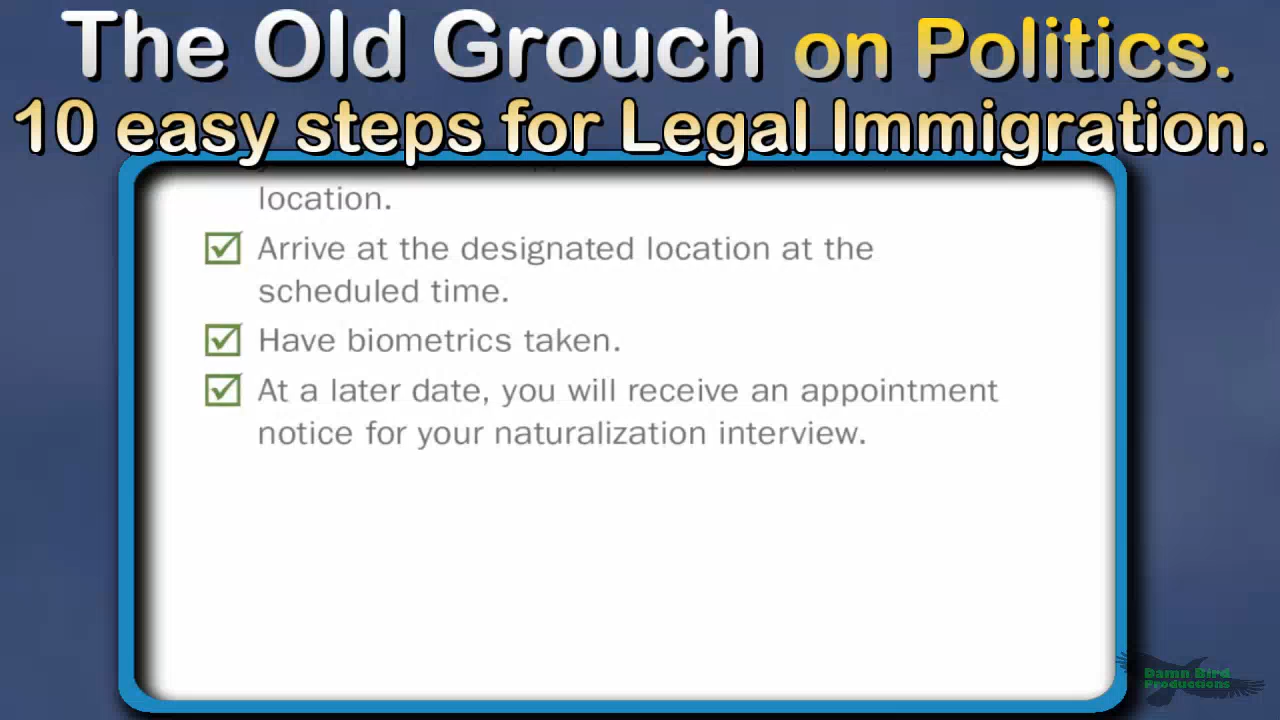 The Old Grouch on Politics.
10 easy steps for Legal Immigration.
location.
Arrive at the designated location at the
scheduled time.
Have biometrics taken.
At a later date, you will receive an appointment
notice for your naturalization interview.
Damn Bird
Productions